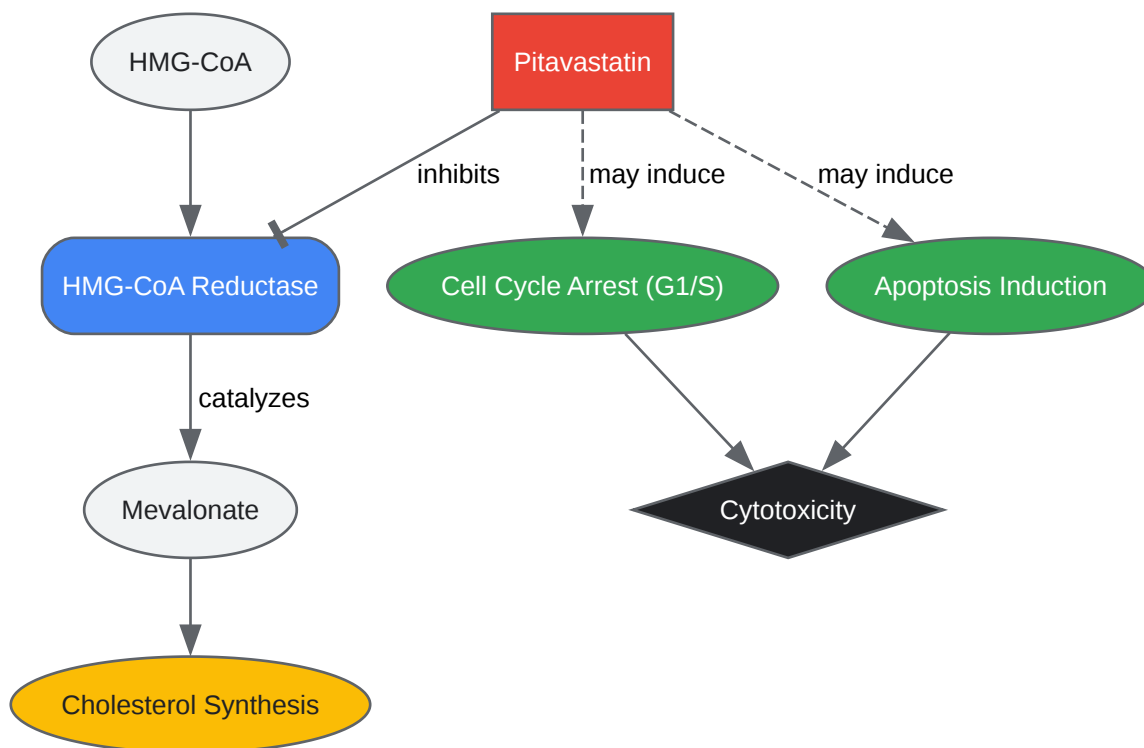 HMG-CoA
Pitavastatin
inhibits
may induce
may induce
HMG-CoA Reductase
Cell Cycle Arrest (G1/S)
Apoptosis Induction
catalyzes
Mevalonate
Cytotoxicity
Cholesterol Synthesis